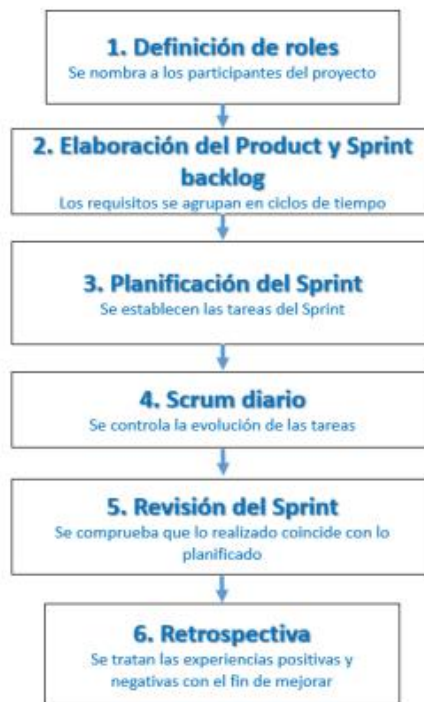 1. Definición de roles
Se nombra a los participantes del proyecto
2. Elaboración del Product y Sprint
backlog
Los requisitos se agrupan en ciclos de tiempo
3. Planificación del Sprint
Se establecen las tareas del Sprint
4. Scrum diario
Se controla la evolución de las tareas
5. Revisión del Sprint
Se comprueba que lo realizado coincide con lo
planificado
6. Retrospectiva
Se tratan las experiencias positivas y
negativas con el fin de mejorar